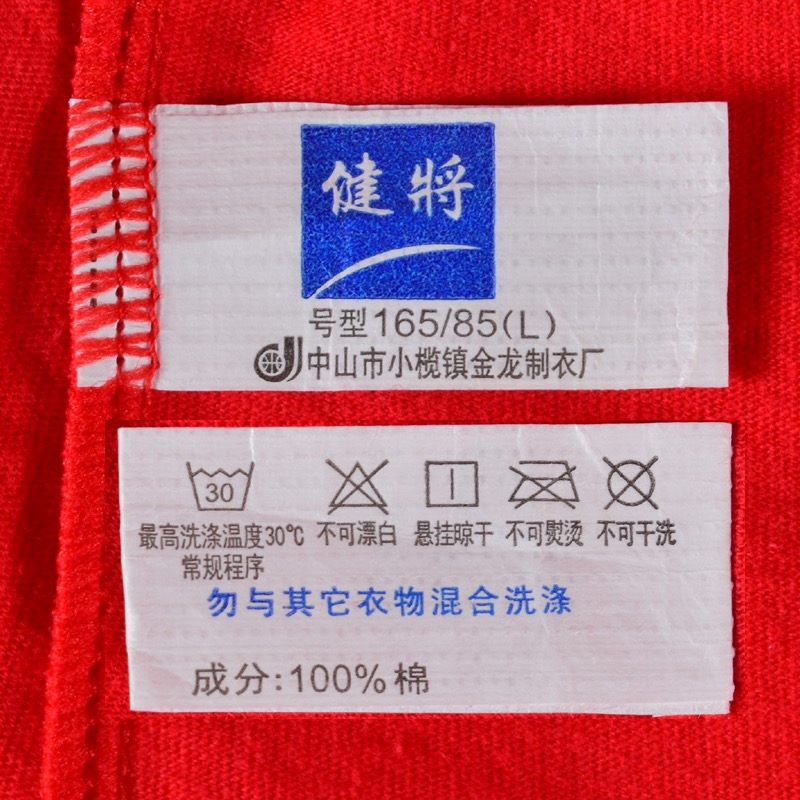 健将
号型165/85(L)
中山市小榄镇金龙制衣厂
30
最高洗涤温度30℃ 不可漂白 悬挂晾干 不可熨烫 不可干洗
常规程序
勿与其它衣物混合洗涤
成分:100%棉